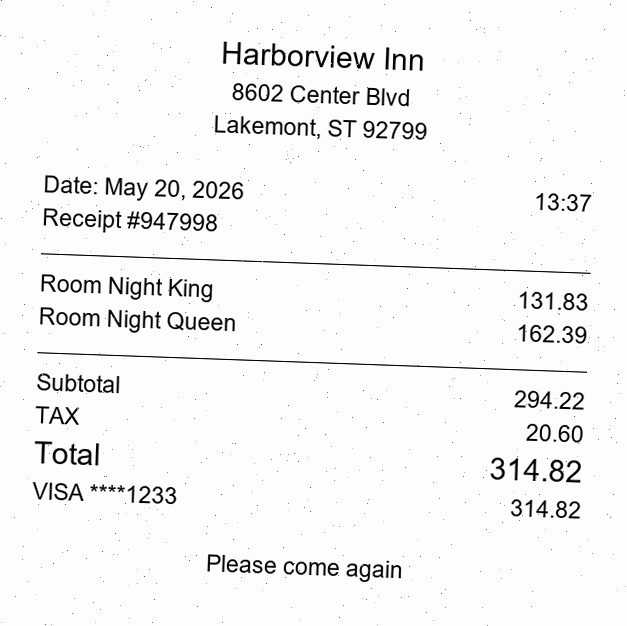 Harborview Inn
8602 Center Blvd
Lakemont, ST 92799
Date: May 20, 2026 13:37
Receipt #947998
Room Night King 131.83
Room Night Queen 162.39
Subtotal 294.22
TAX 20.60
Total 314.82
VISA ****1233 314.82
Please come again